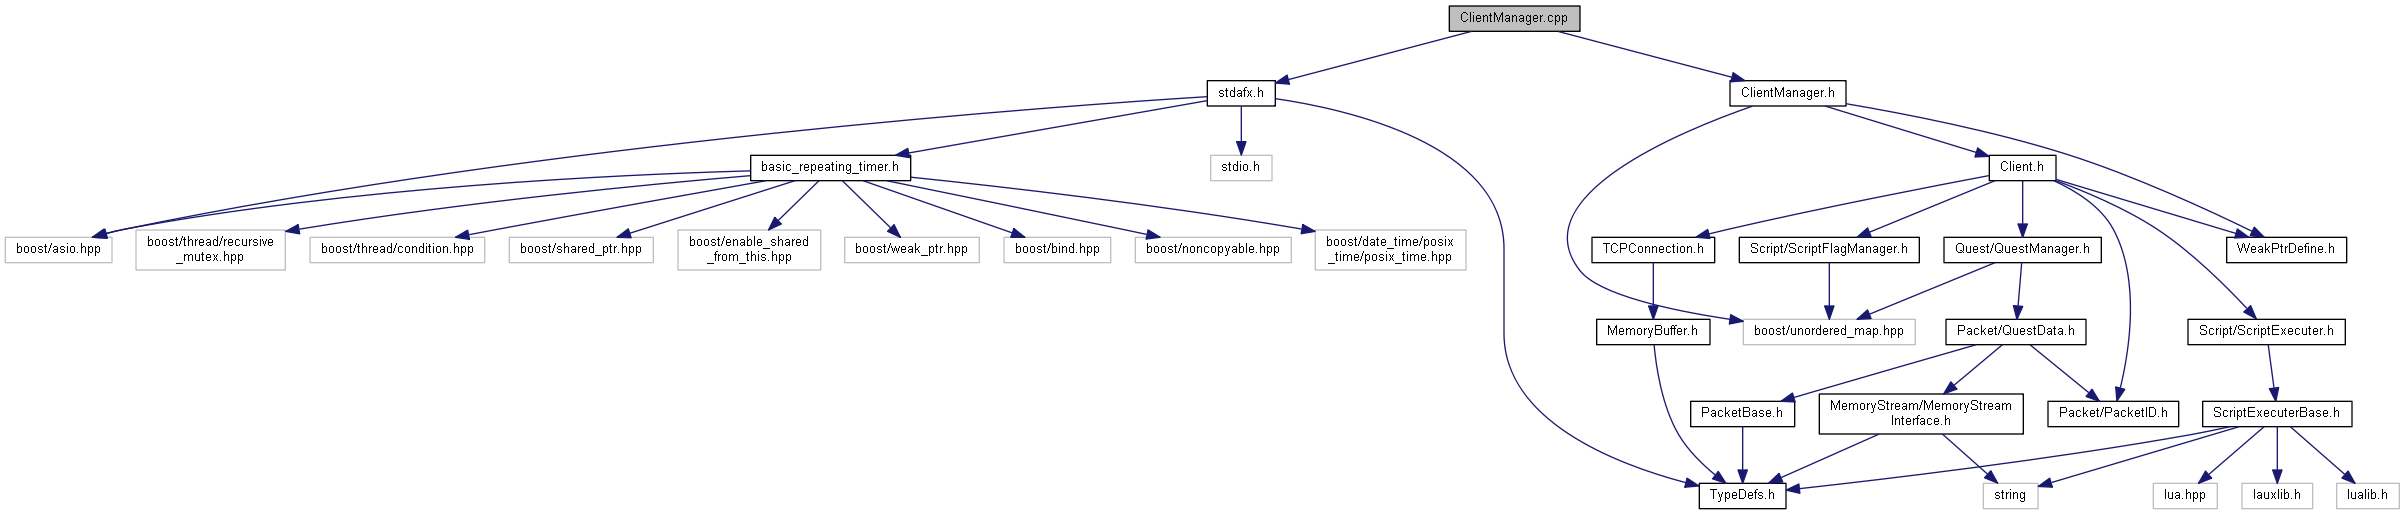 ClientManager.cpp
stdafx.h
ClientManager.h
basic_repeating_timer.h
stdio.h
Client.h
boost/asio.hpp
boost/thread/recursive
_mutex.hpp
boost/thread/condition.hpp
boost/shared_ptr.hpp
boost/enable_shared
_from_this.hpp
boost/weak_ptr.hpp
boost/bind.hpp
boost/noncopyable.hpp
boost/date_time/posix
_time/posix_time.hpp
TCPConnection.h
Script/ScriptFlagManager.h
Quest/QuestManager.h
WeakPtrDefine.h
MemoryBuffer.h
boost/unordered_map.hpp
Packet/QuestData.h
Script/ScriptExecuter.h
PacketBase.h
MemoryStream/MemoryStream
Interface.h
Packet/PacketID.h
ScriptExecuterBase.h
TypeDefs.h
string
lua.hpp
lauxlib.h
lualib.h